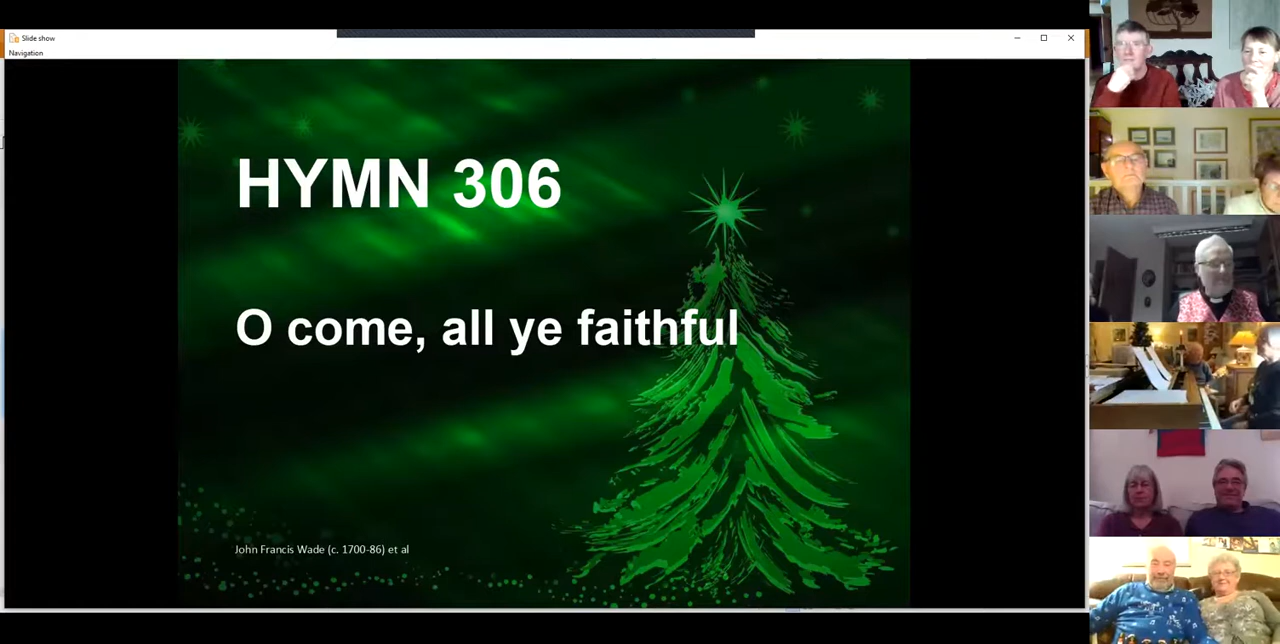 Slide show
Navigation
HYMN 306
O come, all ye faithful
John Francis Wade (c. 1700-86) et al